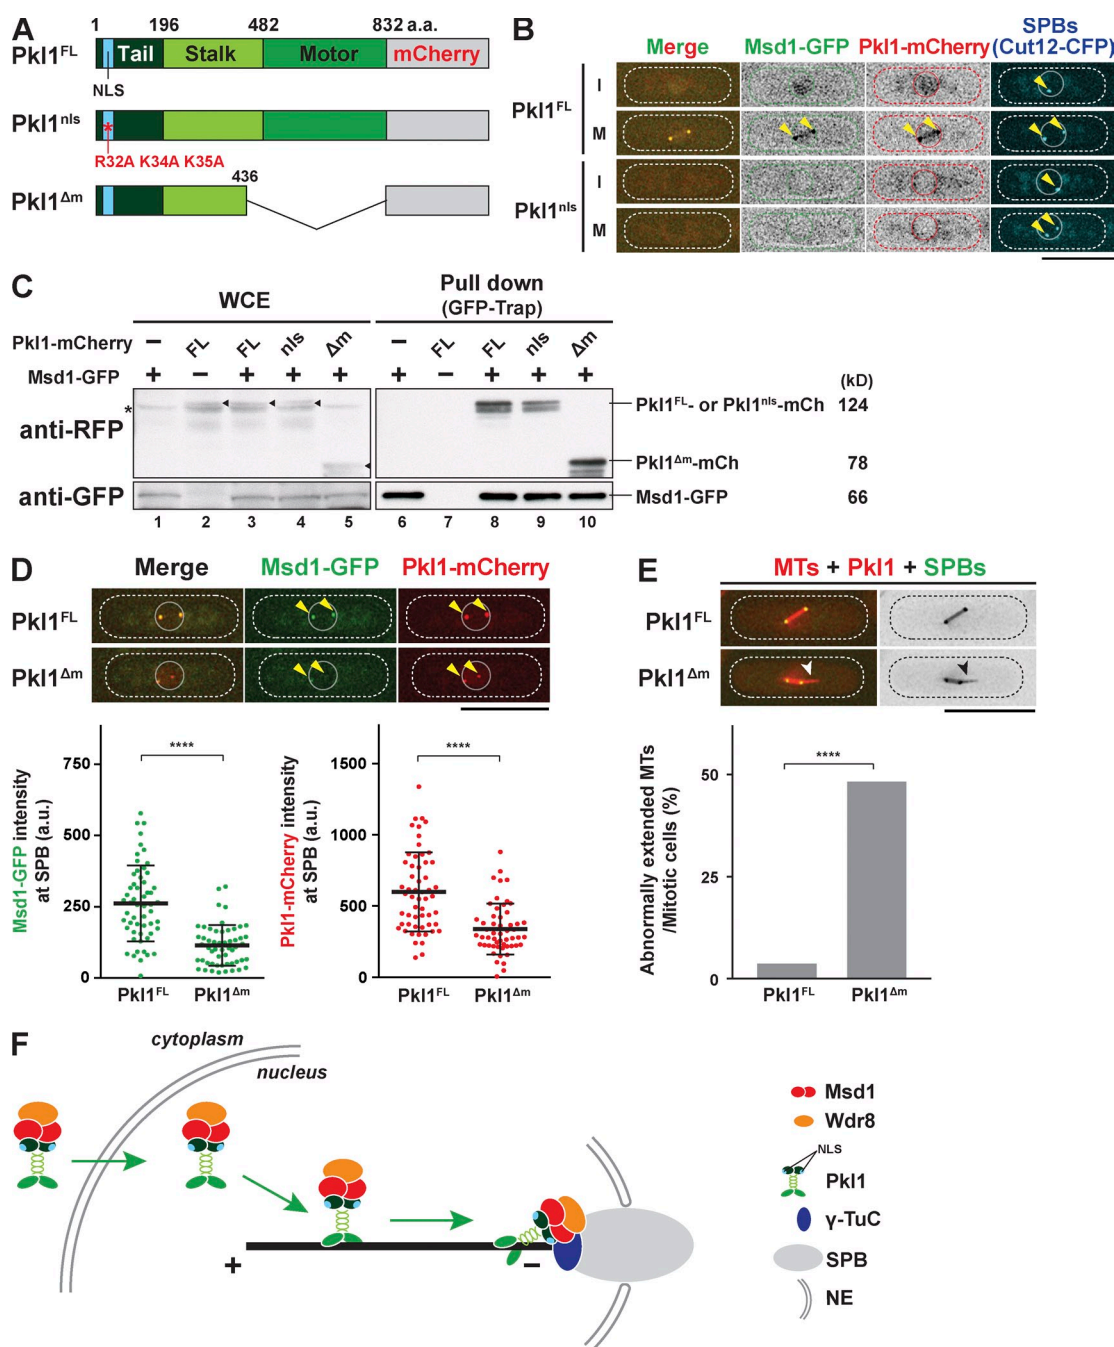 A
1 196 482 832 a.a.
Pkl1FL
Tail Stalk Motor mCherry
NLS
Pkl1nls
*
R32A K34A K35A
436
Pkl1Δm
B
SPBs
Merge Msd1-GFP Pkl1-mCherry (Cut12-CFP)
Pkl1FL
I
M
Pkl1nls
I
M
C
WCE
Pull down
(GFP-Trap)
Pkl1-mCherry – FL FL nls Δm – FL FL nls Δm
Msd1-GFP + – + + + + – + + +
(kD)
*
anti-RFP
Pkl1FL- or Pkl1nls-mCh 124
Pkl1Δm-mCh 78
anti-GFP
Msd1-GFP 66
1 2 3 4 5 6 7 8 9 10
D
Merge Msd1-GFP Pkl1-mCherry
Pkl1FL
Pkl1Δm
Msd1-GFP intensity
at SPB (a.u.)
750
500
250
0
****
Pkl1FL Pkl1Δm
Pkl1-mCherry intensity
at SPB (a.u.)
1500
1000
500
0
****
Pkl1FL Pkl1Δm
E
MTs + Pkl1 + SPBs
Pkl1FL
Pkl1Δm
Abnormally extended MTs
/Mitotic cells (%)
50
25
0
****
Pkl1FL Pkl1Δm
F
cytoplasm
nucleus
+
–
Msd1
Wdr8
NLS
Pkl1
γ-TuC
SPB
NE